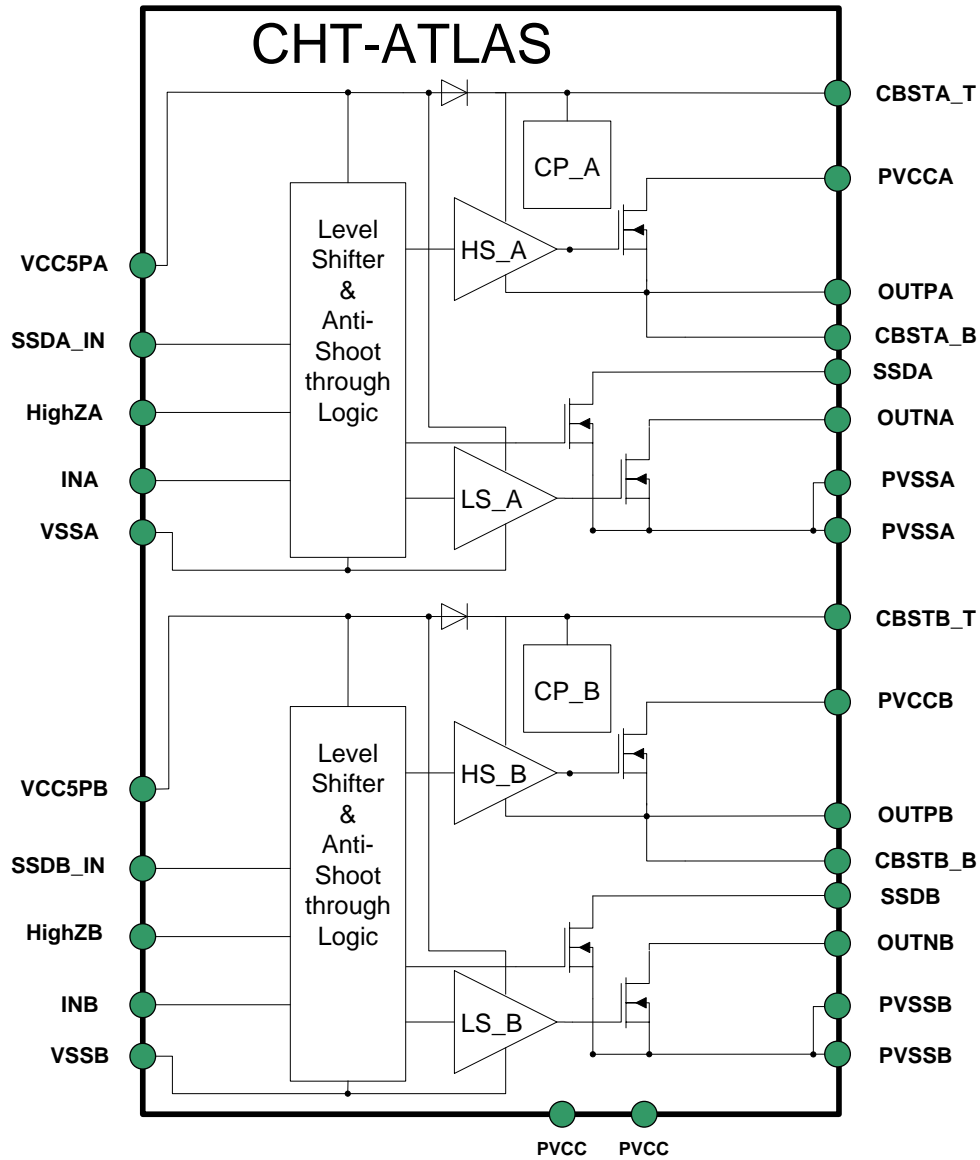 CHT-ATLAS
CBSTA_T
CP_A
PVCCA
Level
Shifter
&
Anti-
Shoot
through
Logic
HS_A
VCC5PA
OUTPA
SSDA_IN
CBSTA_B
SSDA
HighZA
OUTNA
INA
LS_A
PVSSA
VSSA
PVSSA
CBSTB_T
CP_B
PVCCB
Level
Shifter
&
Anti-
Shoot
through
Logic
HS_B
VCC5PB
OUTPB
SSDB_IN
CBSTB_B
SSDB
HighZB
OUTNB
INB
LS_B
PVSSB
VSSB
PVSSB
PVCC
PVCC